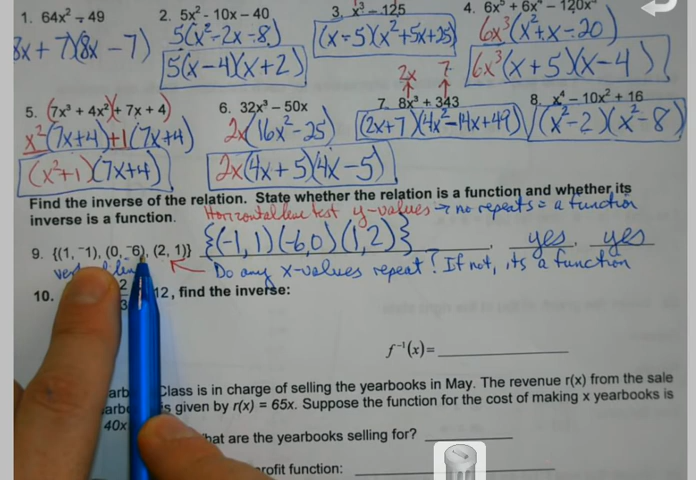 1. 64x² - 49
2. 5x² - 10x - 40
3. x³ - 125
4. 6x⁵ + 6x⁴ - 120x³
8x + 7)(8x - 7)
5(x² - 2x - 8)
5(x - 4)(x + 2)
(x - 5)(x² + 5x + 25)
6x³(x² + x - 20)
6x³(x + 5)(x - 4)
5. (7x³ + 4x²)(+ 7x + 4)
6. 32x³ - 50x
2x 7
7. 8x³ + 343
8. x⁴ - 10x² + 16
x²(7x+4)+1(7x+4)
(x²+1)(7x+4)
2x(16x² - 25)
2x(4x + 5)(4x - 5)
(2x+7)(4x² - 14x + 49)
(x² - 2)(x² - 8)
Find the inverse of the relation. State whether the relation is a function and whether its
inverse is a function.
Horizontal line test y-values → no repeats = a function
9. {(1, ⁻1), (0, ⁻6), (2, 1)} {(-1, 1)(-6, 0)(1, 2)}, yes, yes
Do any x-values repeat? If not, its a function
10. 2 3 12, find the inverse:
f⁻¹(x)=
Class is in charge of selling the yearbooks in May. The revenue r(x) from the sale
is given by r(x) = 65x. Suppose the function for the cost of making x yearbooks is
40x
at are the yearbooks selling for?
rofit function: